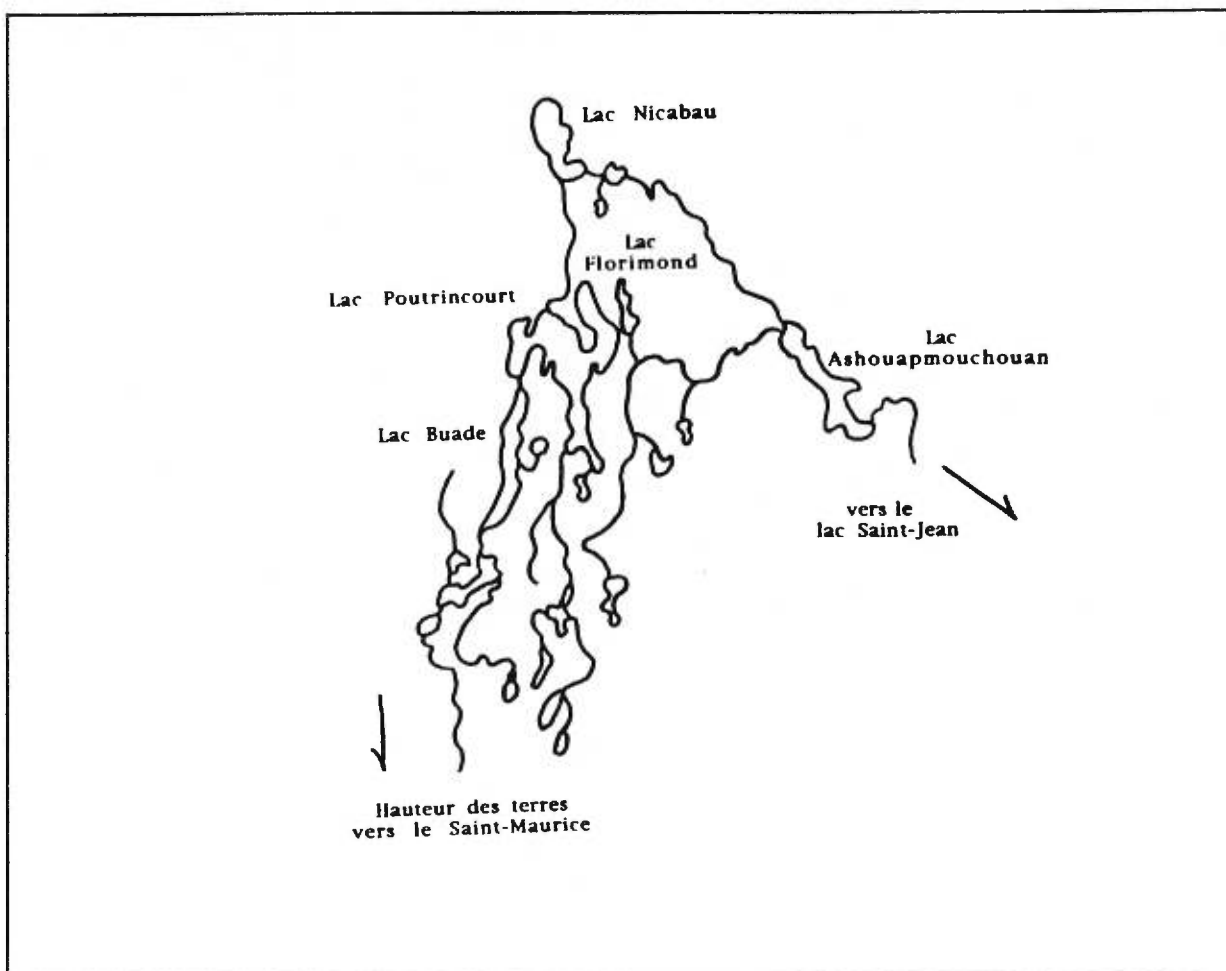 Lac Nicabau
Lac
Florimond
Lac Poutrincourt
Lac
Ashouapmouchouan
Lac Buade
vers le
lac Saint-Jean
Hauteur des terres
vers le Saint-Maurice